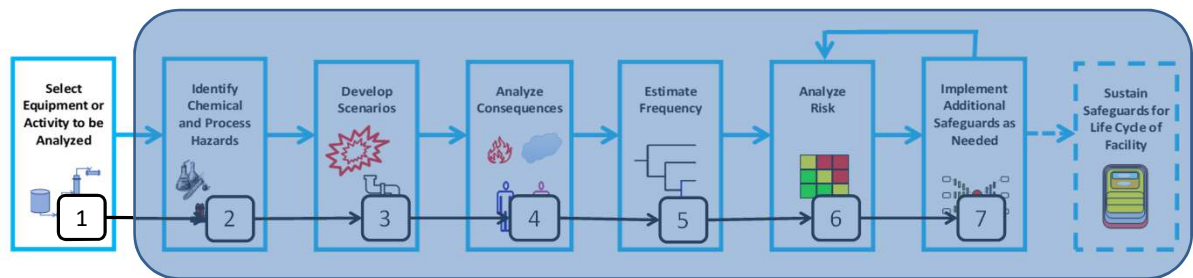 Select
Equipment or
Activity to be
Analyzed
1
Identify
Chemical
and Process
Hazards
2
Develop
Scenarios
3
Analyze
Consequences
4
Estimate
Frequency
5
Analyze
Risk
6
Implement
Additional
Safeguards as
Needed
7
Sustain
Safeguards for
Life Cycle of
Facility